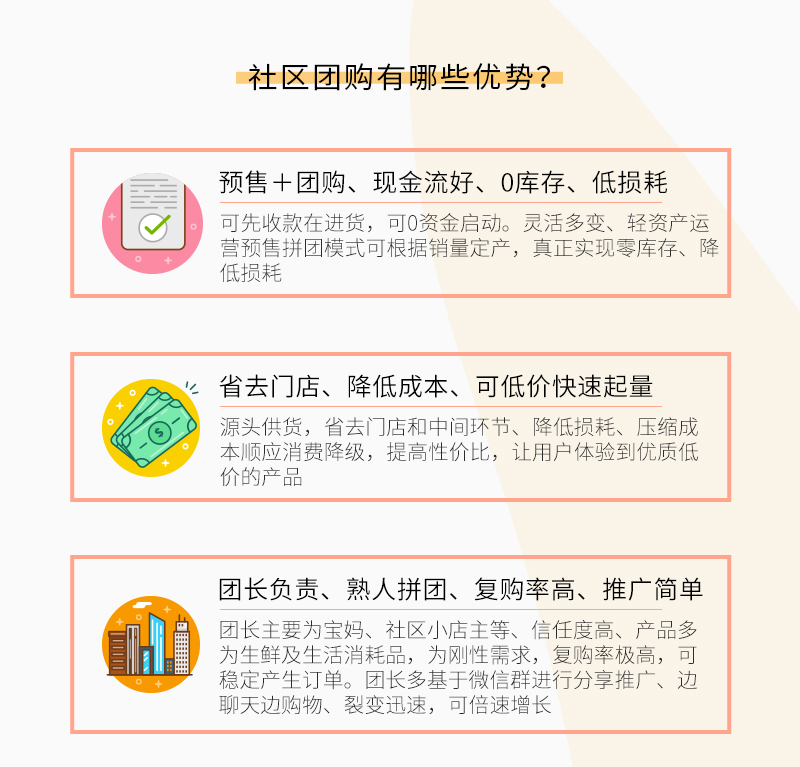 社区团购有哪些优势？
预售＋团购、现金流好、0库存、低损耗
可先收款在进货，可0资金启动。灵活多变、轻资产运
营预售拼团模式可根据销量定产，真正实现零库存、降
低损耗
省去门店、降低成本、可低价快速起量
源头供货，省去门店和中间环节、降低损耗、压缩成
本顺应消费降级，提高性价比，让用户体验到优质低
价的产品
团长负责、熟人拼团、复购率高、推广简单
团长主要为宝妈、社区小店主等、信任度高、产品多
为生鲜及生活消耗品，为刚性需求，复购率极高，可
稳定产生订单。团长多基于微信群进行分享推广、边
聊天边购物、裂变迅速，可倍速增长